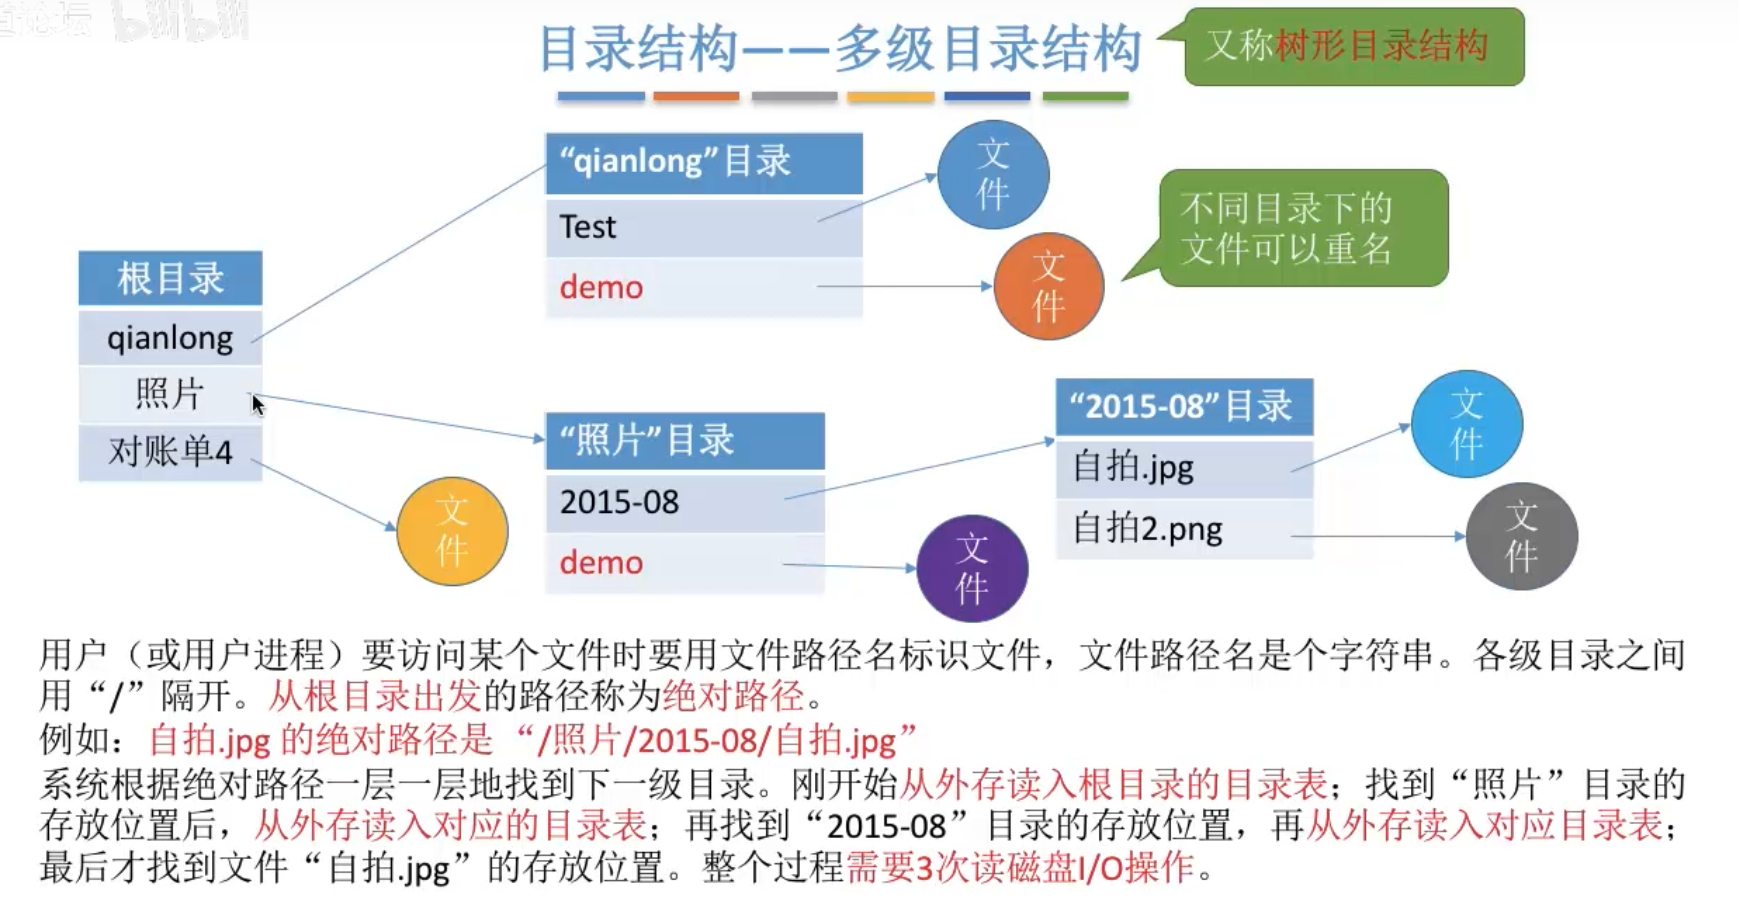 道论坛 bilibili
目录结构——多级目录结构
又称树形目录结构
“qianlong”目录
Test
demo
文
件
文
件
不同目录下的
文件可以重名
根目录
qianlong
照片
对账单4
文
件
“照片”目录
2015-08
demo
文
件
“2015-08”目录
自拍.jpg
自拍2.png
文
件
文
件
用户（或用户进程）要访问某个文件时要用文件路径名标识文件，文件路径名是个字符串。各级目录之间
用“/”隔开。从根目录出发的路径称为绝对路径。
例如：自拍.jpg 的绝对路径是 “/照片/2015-08/自拍.jpg”
系统根据绝对路径一层一层地找到下一级目录。刚开始从外存读入根目录的目录表；找到“照片”目录的
存放位置后，从外存读入对应的目录表；再找到“2015-08”目录的存放位置，再从外存读入对应目录表；
最后才找到文件“自拍.jpg”的存放位置。整个过程需要3次读磁盘I/O操作。